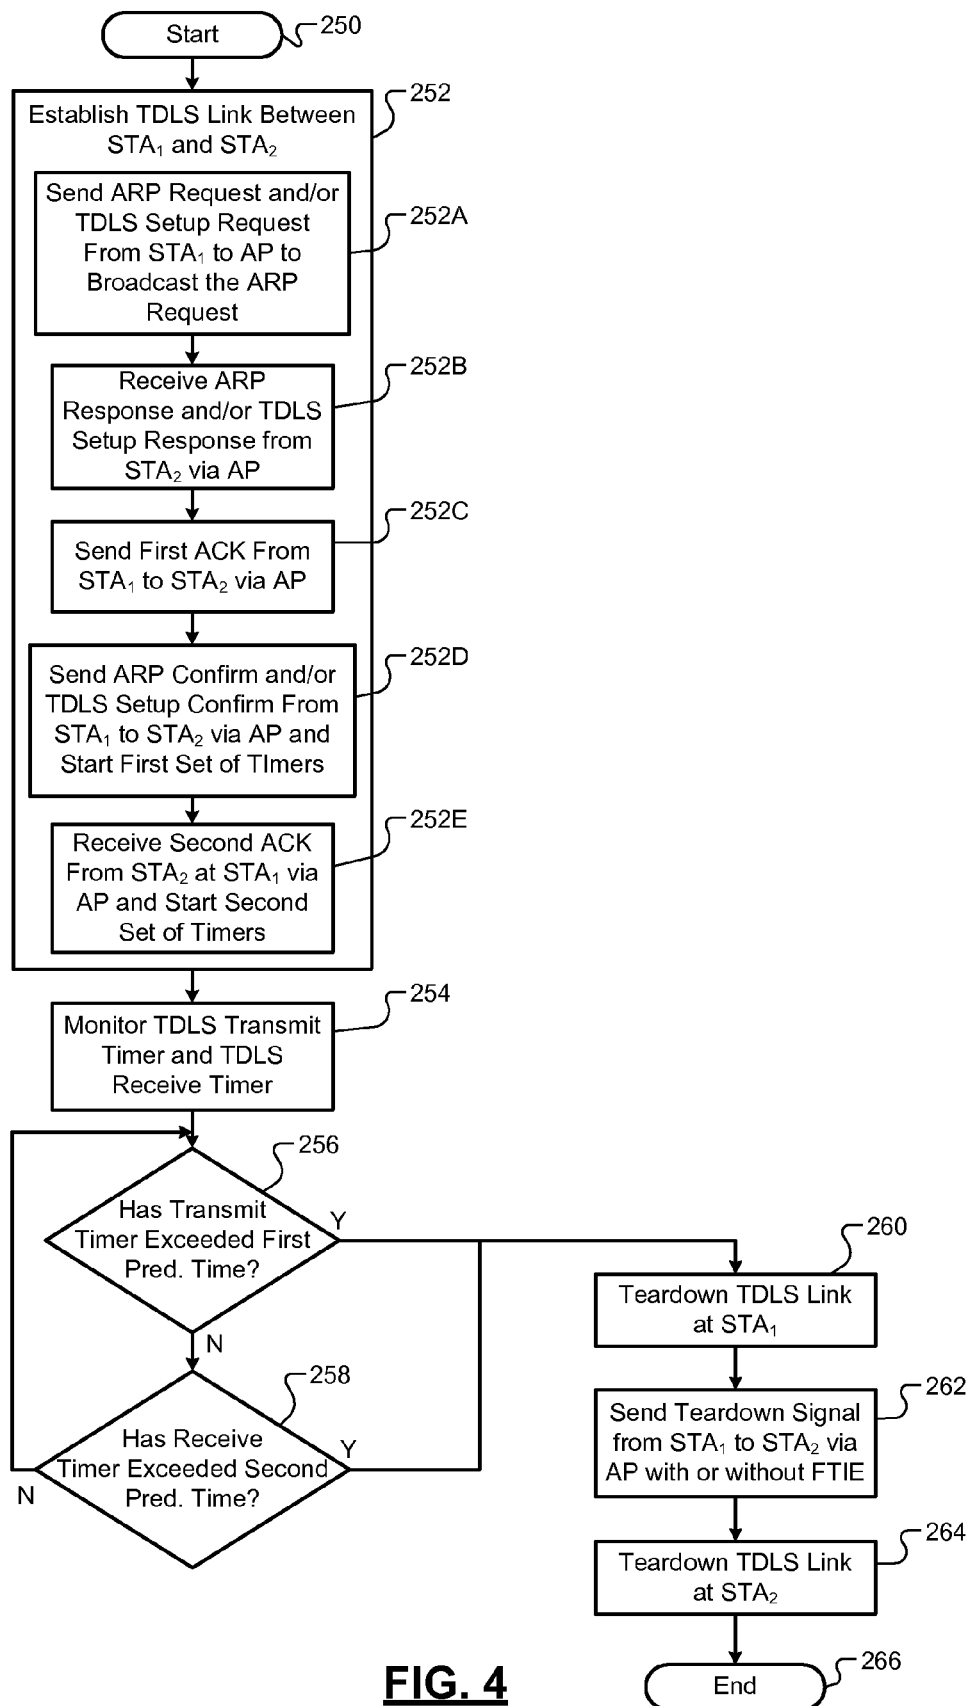 Start
250
252
Establish TDLS Link Between
STA₁ and STA₂
Send ARP Request and/or
TDLS Setup Request
From STA₁ to AP to
Broadcast the ARP
Request
252A
Receive ARP
Response and/or TDLS
Setup Response from
STA₂ via AP
252B
Send First ACK From
STA₁ to STA₂ via AP
252C
Send ARP Confirm and/or
TDLS Setup Confirm From
STA₁ to STA₂ via AP and
Start First Set of TImers
252D
Receive Second ACK
From STA₂ at STA₁ via
AP and Start Second
Set of Timers
252E
Monitor TDLS Transmit
Timer and TDLS
Receive Timer
254
Has Transmit
Timer Exceeded First
Pred. Time?
256
Y
N
Has Receive
Timer Exceeded Second
Pred. Time?
258
Y
N
Teardown TDLS Link
at STA₁
260
Send Teardown Signal
from STA₁ to STA₂ via
AP with or without FTIE
262
Teardown TDLS Link
at STA₂
264
End
266
FIG. 4